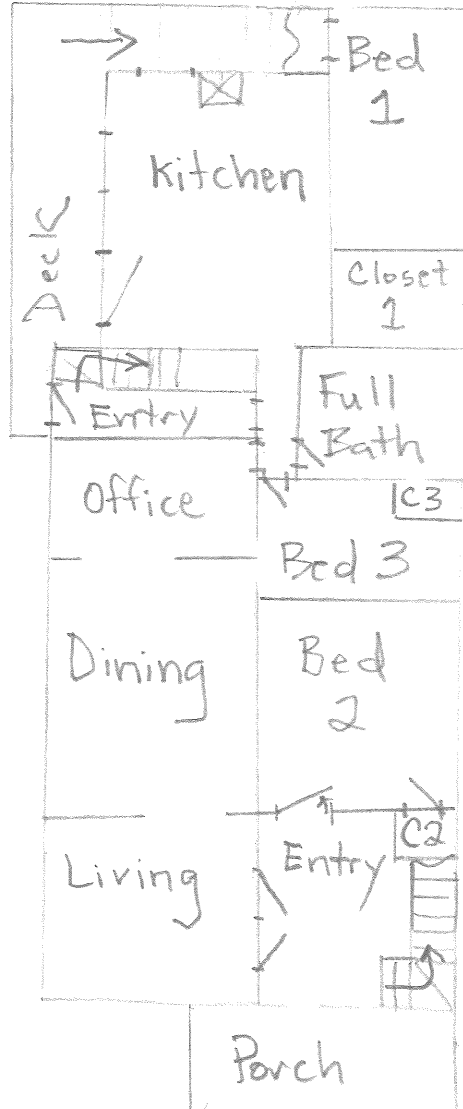 Bed
1
Kitchen
Deck
Closet
1
Full
Bath
Entry
Office
C3
Bed 3
Dining
Bed
2
C2
Entry
Living
Porch